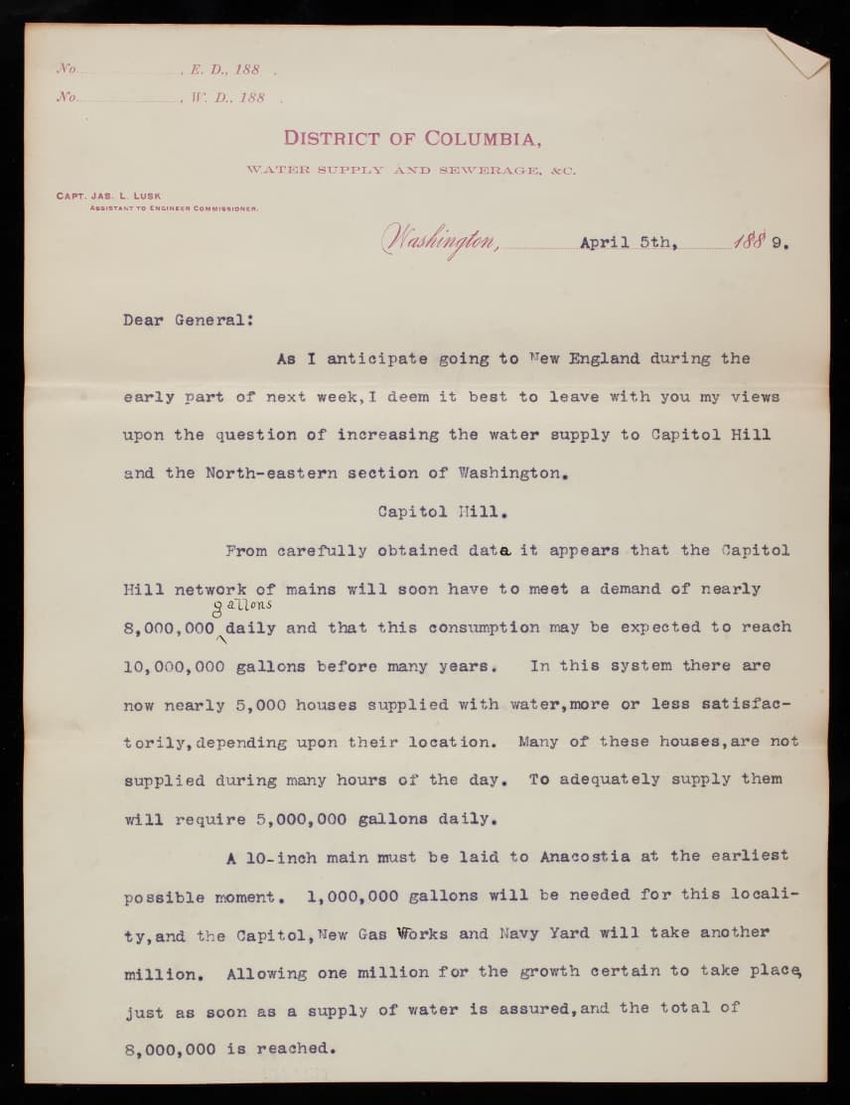 No. , E. D., 188 .
No. , W. D., 188 .
DISTRICT OF COLUMBIA,
WATER SUPPLY AND SEWERAGE, &C.
CAPT. JAS. L. LUSK
ASSISTANT TO ENGINEER COMMISSIONER.
Washington, April 5th, 1889.
Dear General:
As I anticipate going to New England during the
early part of next week,I deem it best to leave with you my views
upon the question of increasing the water supply to Capitol Hill
and the North-eastern section of Washington.
Capitol Hill.
From carefully obtained data it appears that the Capitol
Hill network of mains will soon have to meet a demand of nearly
gallons
8,000,000 daily and that this consumption may be expected to reach
10,000,000 gallons before many years. In this system there are
now nearly 5,000 houses supplied with water,more or less satisfac-
torily,depending upon their location. Many of these houses,are not
supplied during many hours of the day. To adequately supply them
will require 5,000,000 gallons daily.
A 10-inch main must be laid to Anacostia at the earliest
possible moment. 1,000,000 gallons will be needed for this locali-
ty,and the Capitol,New Gas Works and Navy Yard will take another
million. Allowing one million for the growth certain to take place,
just as soon as a supply of water is assured,and the total of
8,000,000 is reached.